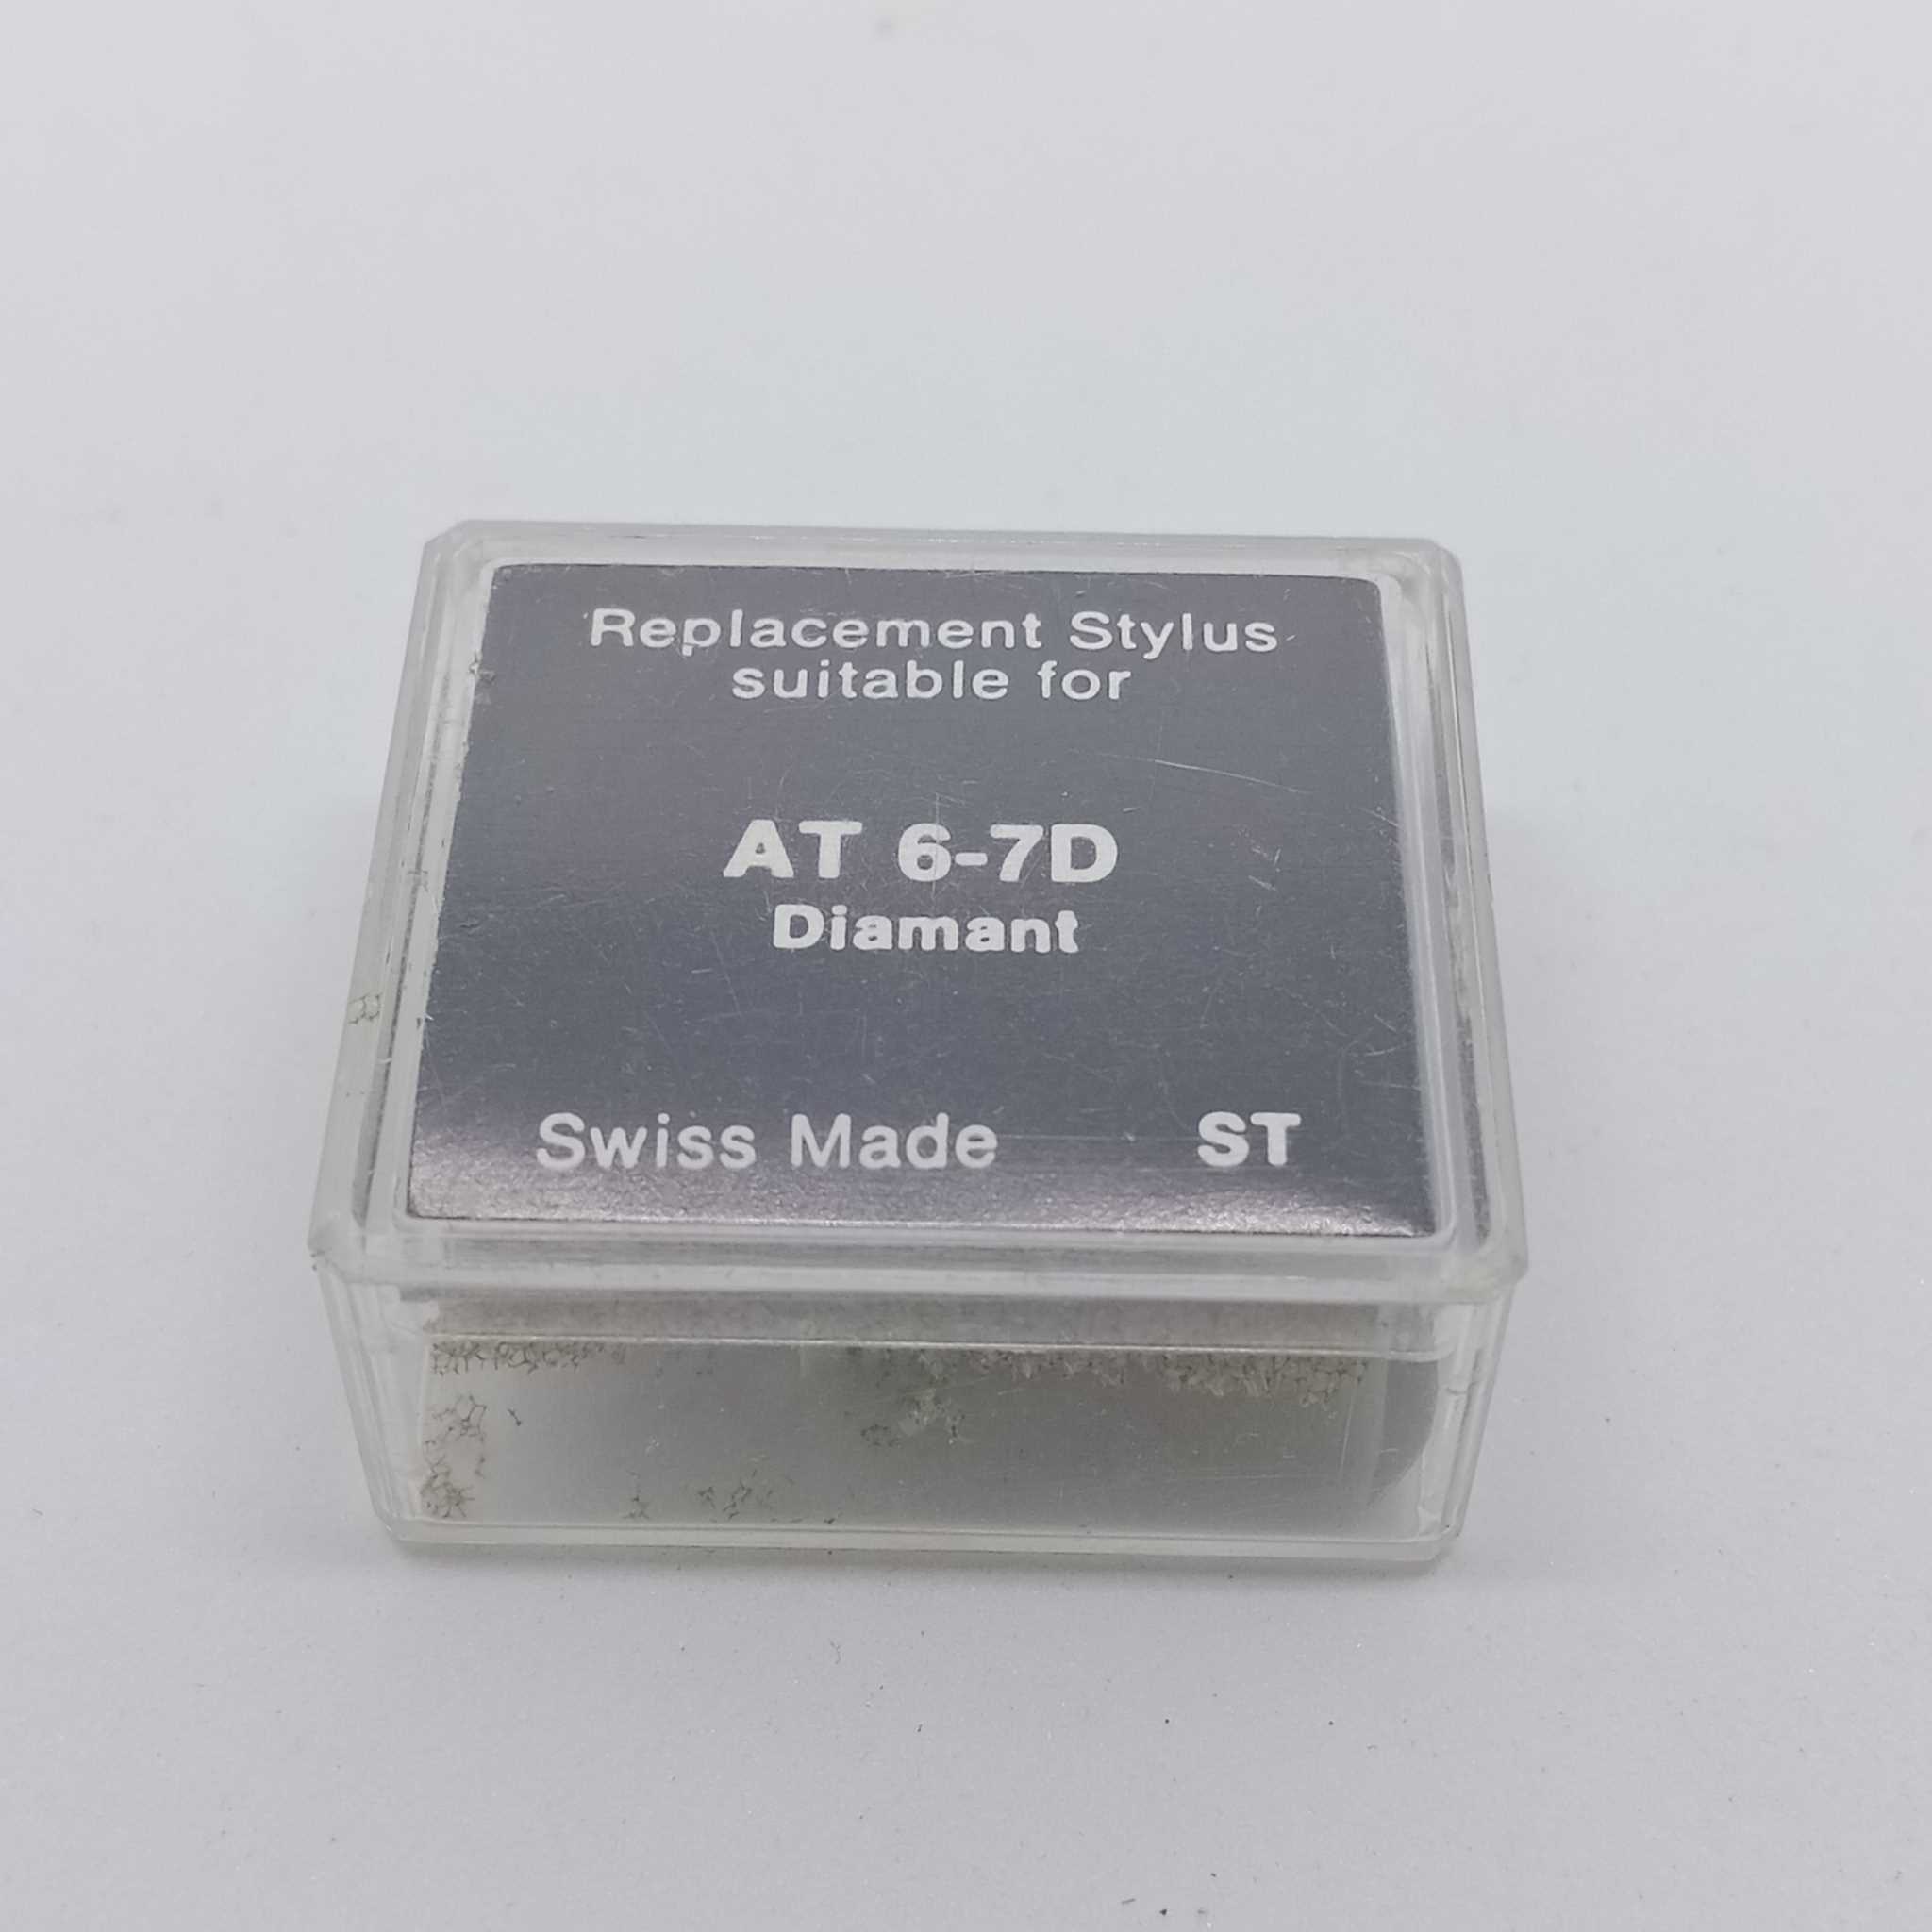 Replacement Stylus
suitable for
AT 6-7D
Diamant
Swiss Made ST